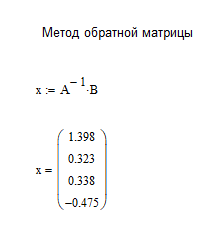 Метод обратной матрицы
x := A⁻¹·B
x =
1.398
0.323
0.338
−0.475